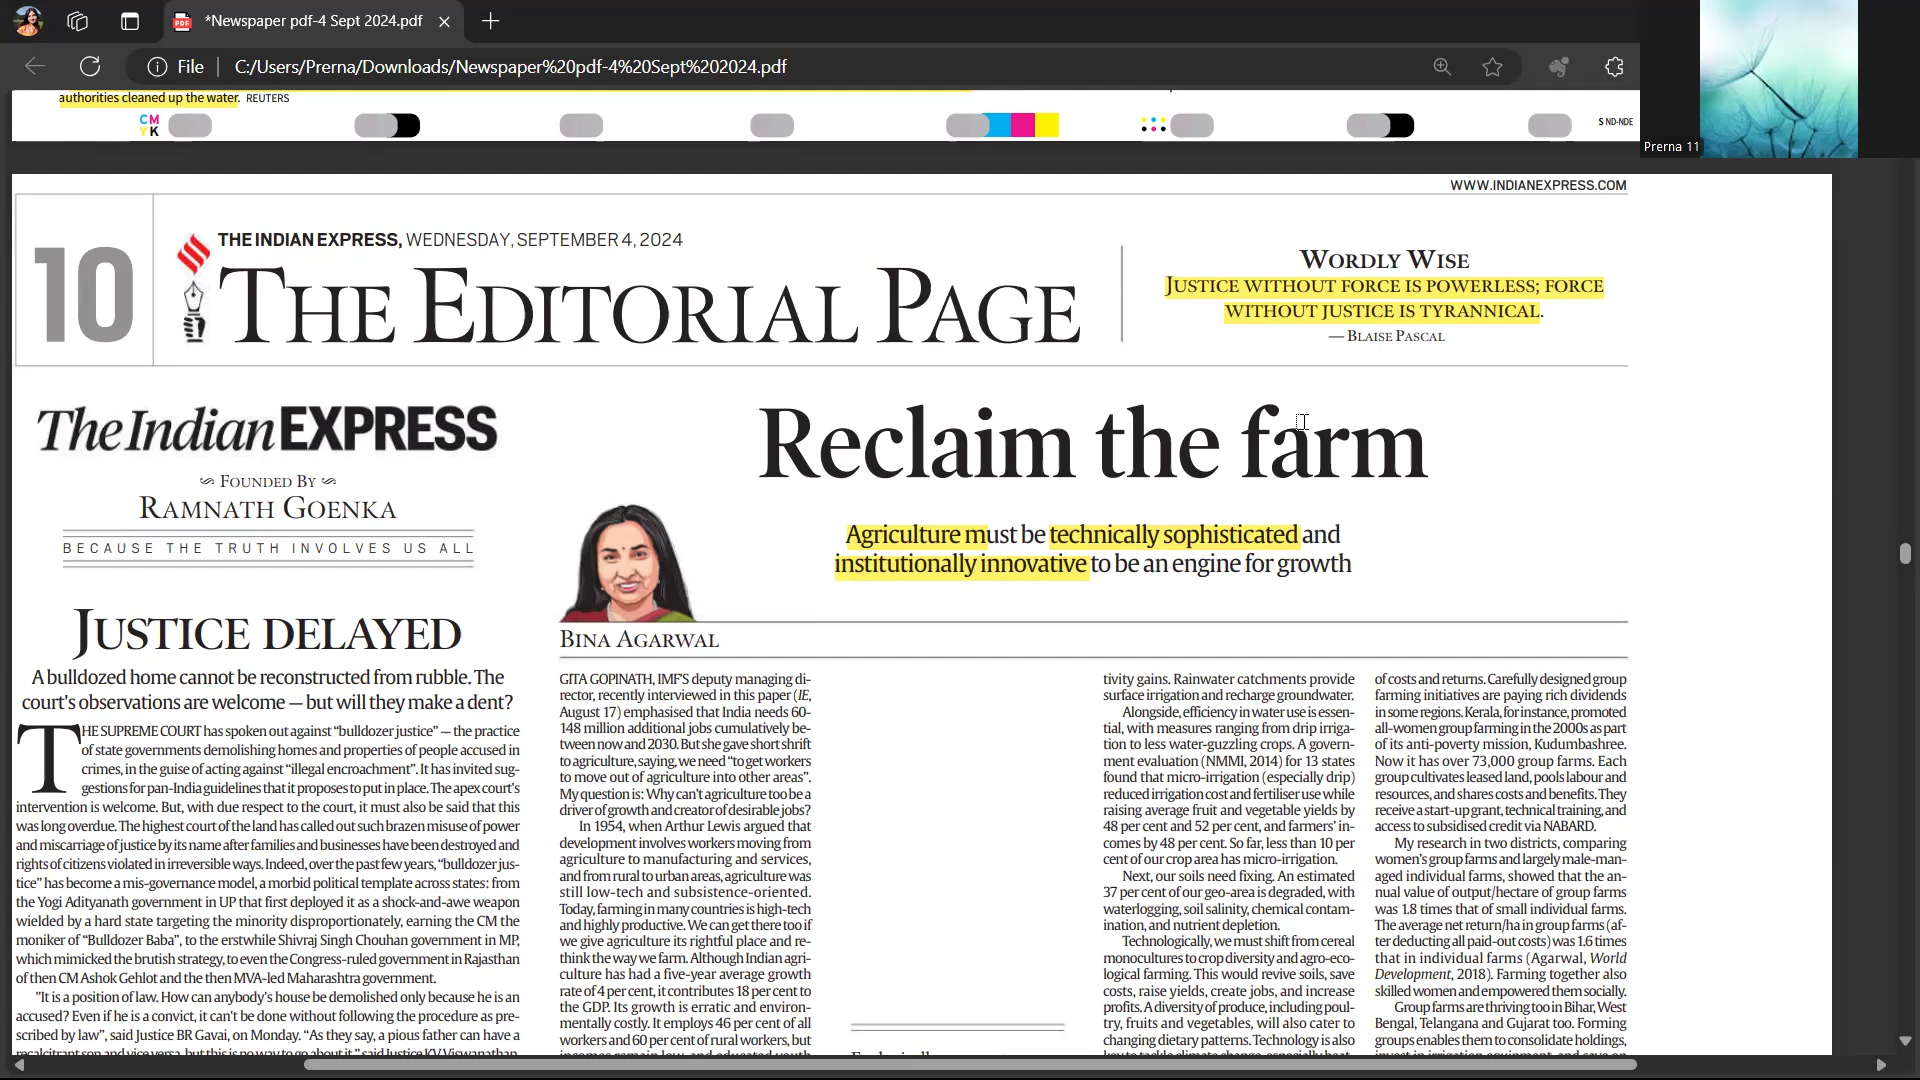 *Newspaper pdf-4 Sept 2024.pdf
File
C:/Users/Prerna/Downloads/Newspaper%20pdf-4%20Sept%202024.pdf
Prerna 11
authorities cleaned up the water. REUTERS
CM
YK
S ND-NDE
WWW.INDIANEXPRESS.COM
10
THE INDIAN EXPRESS, WEDNESDAY, SEPTEMBER 4, 2024
THE EDITORIAL PAGE
WORDLY WISE
JUSTICE WITHOUT FORCE IS POWERLESS; FORCE
WITHOUT JUSTICE IS TYRANNICAL.
— BLAISE PASCAL
The Indian EXPRESS
FOUNDED BY
RAMNATH GOENKA
BECAUSE THE TRUTH INVOLVES US ALL
JUSTICE DELAYED
A bulldozed home cannot be reconstructed from rubble. The
court's observations are welcome — but will they make a dent?
THE SUPREME COURT has spoken out against "bulldozer justice" — the practice
of state governments demolishing homes and properties of people accused in
crimes, in the guise of acting against "illegal encroachment". It has invited sug-
gestions for pan-India guidelines that it proposes to put in place. The apex court's
intervention is welcome. But, with due respect to the court, it must also be said that this
was long overdue. The highest court of the land has called out such brazen misuse of power
and miscarriage of justice by its name after families and businesses have been destroyed and
rights of citizens violated in irreversible ways. Indeed, over the past few years, "bulldozer jus-
tice" has become a mis-governance model, a morbid political template across states: from
the Yogi Adityanath government in UP that first deployed it as a shock-and-awe weapon
wielded by a hard state targeting the minority disproportionately, earning the CM the
moniker of "Bulldozer Baba", to the erstwhile Shivraj Singh Chouhan government in MP,
which mimicked the brutish strategy, to even the Congress-ruled government in Rajasthan
of then CM Ashok Gehlot and the then MVA-led Maharashtra government.
"It is a position of law. How can anybody's house be demolished only because he is an
accused? Even if he is a convict, it can't be done without following the procedure as pre-
scribed by law", said Justice BR Gavai, on Monday. "As they say, a pious father can have a
recalcitrant son and vice versa, but this is no way to go about it," said Justice KV Viswanathan,
Reclaim the farm
Agriculture must be technically sophisticated and
institutionally innovative to be an engine for growth
BINA AGARWAL
GITA GOPINATH, IMF'S deputy managing di-
rector, recently interviewed in this paper (IE,
August 17) emphasised that India needs 60-
148 million additional jobs cumulatively be-
tween now and 2030. But she gave short shrift
to agriculture, saying, we need "to get workers
to move out of agriculture into other areas".
My question is: Why can't agriculture too be a
driver of growth and creator of desirable jobs?
In 1954, when Arthur Lewis argued that
development involves workers moving from
agriculture to manufacturing and services,
and from rural to urban areas, agriculture was
still low-tech and subsistence-oriented.
Today, farming in many countries is high-tech
and highly productive. We can get there too if
we give agriculture its rightful place and re-
think the way we farm. Although Indian agri-
culture has had a five-year average growth
rate of 4 per cent, it contributes 18 per cent to
the GDP. Its growth is erratic and environ-
mentally costly. It employs 46 per cent of all
workers and 60 per cent of rural workers, but
incomes remain low, and educated youth
tivity gains. Rainwater catchments provide
surface irrigation and recharge groundwater.
Alongside, efficiency in water use is essen-
tial, with measures ranging from drip irriga-
tion to less water-guzzling crops. A govern-
ment evaluation (NMMI, 2014) for 13 states
found that micro-irrigation (especially drip)
reduced irrigation cost and fertiliser use while
raising average fruit and vegetable yields by
48 per cent and 52 per cent, and farmers' in-
comes by 48 per cent. So far, less than 10 per
cent of our crop area has micro-irrigation.
Next, our soils need fixing. An estimated
37 per cent of our geo-area is degraded, with
waterlogging, soil salinity, chemical contam-
ination, and nutrient depletion.
Technologically, we must shift from cereal
monocultures to crop diversity and agro-eco-
logical farming. This would revive soils, save
costs, raise yields, create jobs, and increase
profits. A diversity of produce, including poul-
try, fruits and vegetables, will also cater to
changing dietary patterns. Technology is also
key to tackle climate change, especially heat-
of costs and returns. Carefully designed group
farming initiatives are paying rich dividends
in some regions. Kerala, for instance, promoted
all-women group farming in the 2000s as part
of its anti-poverty mission, Kudumbashree.
Now it has over 73,000 group farms. Each
group cultivates leased land, pools labour and
resources, and shares costs and benefits. They
receive a start-up grant, technical training, and
access to subsidised credit via NABARD.
My research in two districts, comparing
women's group farms and largely male-man-
aged individual farms, showed that the an-
nual value of output/hectare of group farms
was 1.8 times that of small individual farms.
The average net return/ha in group farms (af-
ter deducting all paid-out costs) was 1.6 times
that in individual farms (Agarwal, World
Development, 2018). Farming together also
skilled women and empowered them socially.
Group farms are thriving too in Bihar, West
Bengal, Telangana and Gujarat too. Forming
groups enables them to consolidate holdings,
invest in irrigation equipment, and